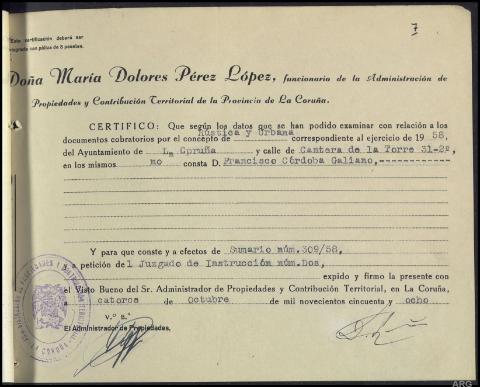 7
Esta certificación deberá ser
integrada con póliza de 3 pesetas.
Doña María Dolores Pérez López, funcionario de la Administración de
Propiedades y Contribución Territorial de la Provincia de La Coruña.
CERTIFICO: Que según los datos que se han podido examinar con relación a los
documentos cobratorios por el concepto de Rústica y Urbana correspondiente al ejercicio de 1958,
del Ayuntamiento de La Cpruña y calle de Cantera de la Torre 31-2º,
en los mismos no consta D. Francisco Córdoba Galiano,------------
Y para que conste y a efectos de Sumario núm. 309/58,
a petición de l Juzgado de Instrucción núm. Dos,
expido y firmo la presente con
el Visto Bueno del Sr. Administrador de Propiedades y Contribución Territorial, en La Coruña,
a catorce de Octubre de mil novecientos cincuenta y ocho
V.º B.º
El Administrador de Propiedades,
ARG